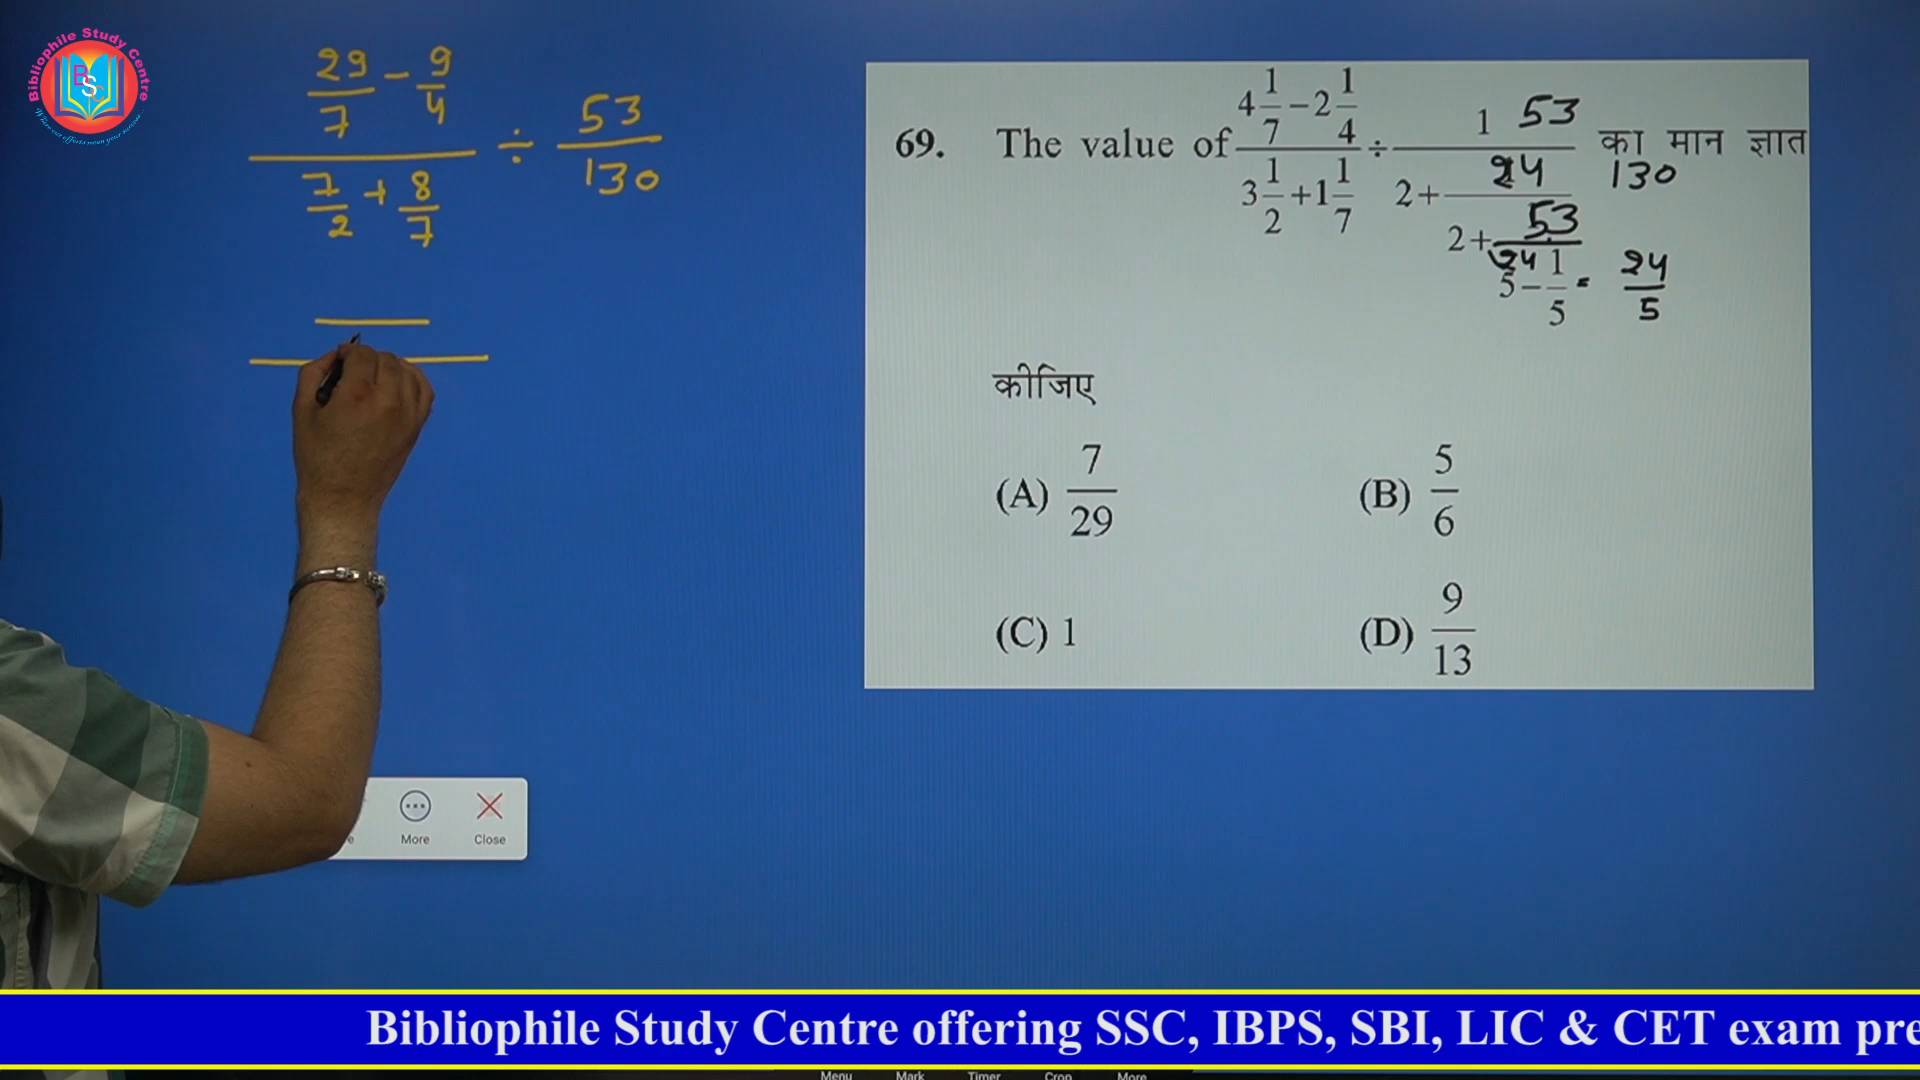 Bibliophile Study Centre
BSC
29/7 - 9/4
7/2 + 8/7
÷ 53/130
69. The value of (4 1/7 - 2 1/4)/(3 1/2 + 1 1/7) ÷ 1/(2 + 1/(2 + 1/(5 - 1/5))) का मान ज्ञात
53
130
24
53
24
= 24/5
कीजिए
(A) 7/29 (B) 5/6
(C) 1 (D) 9/13
More Close
Bibliophile Study Centre offering SSC, IBPS, SBI, LIC & CET exam pre
Menu Mark Timer Crop More